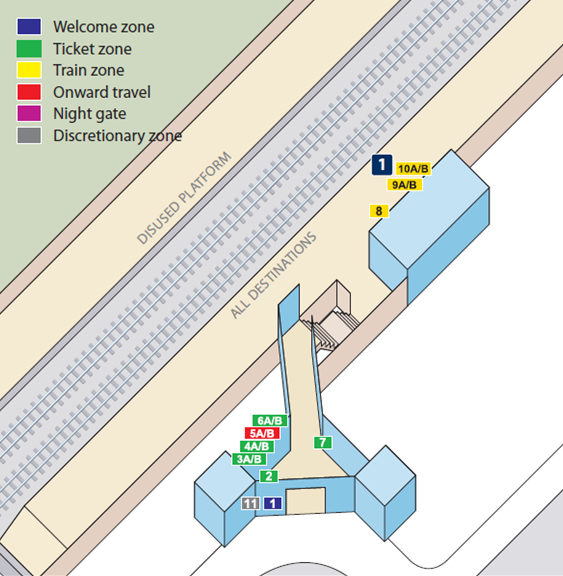 Welcome zone
Ticket zone
Train zone
Onward travel
Night gate
Discretionary zone
DISUSED PLATFORM
1
10A/B
9A/B
8
ALL DESTINATIONS
6A/B
5A/B
4A/B
3A/B
7
2
11
1